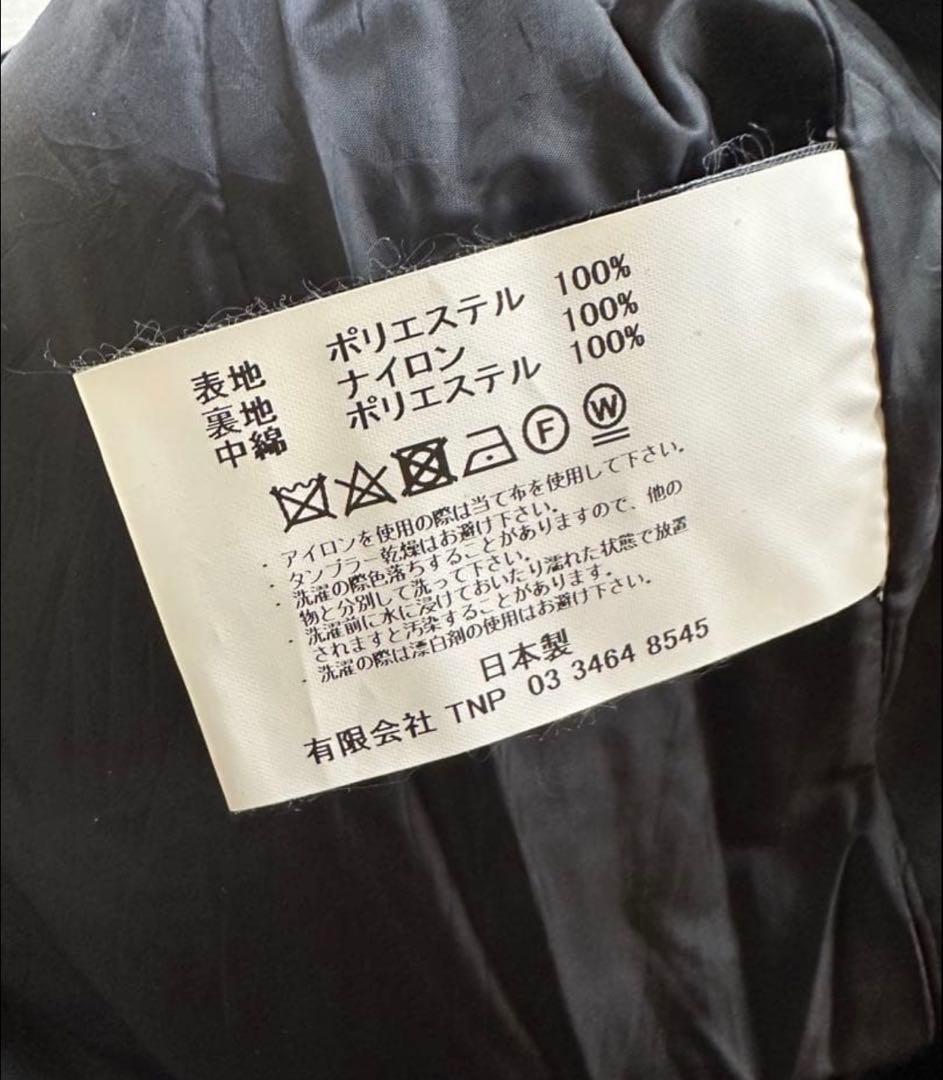 表地 ポリエステル 100%
裏地 ナイロン 100%
中綿 ポリエステル 100%
F W
・アイロンを使用の際は当て布を使用して下さい。
・タンブラー乾燥はお避け下さい。
・洗濯の際色落ちすることがありますので、他の
物と分別して洗って下さい。
・洗濯前に水に浸けておいたり濡れた状態で放置
されますと汚染することがあります。
・洗濯の際は漂白剤の使用はお避け下さい。
日本製
有限会社 TNP 03 3464 8545